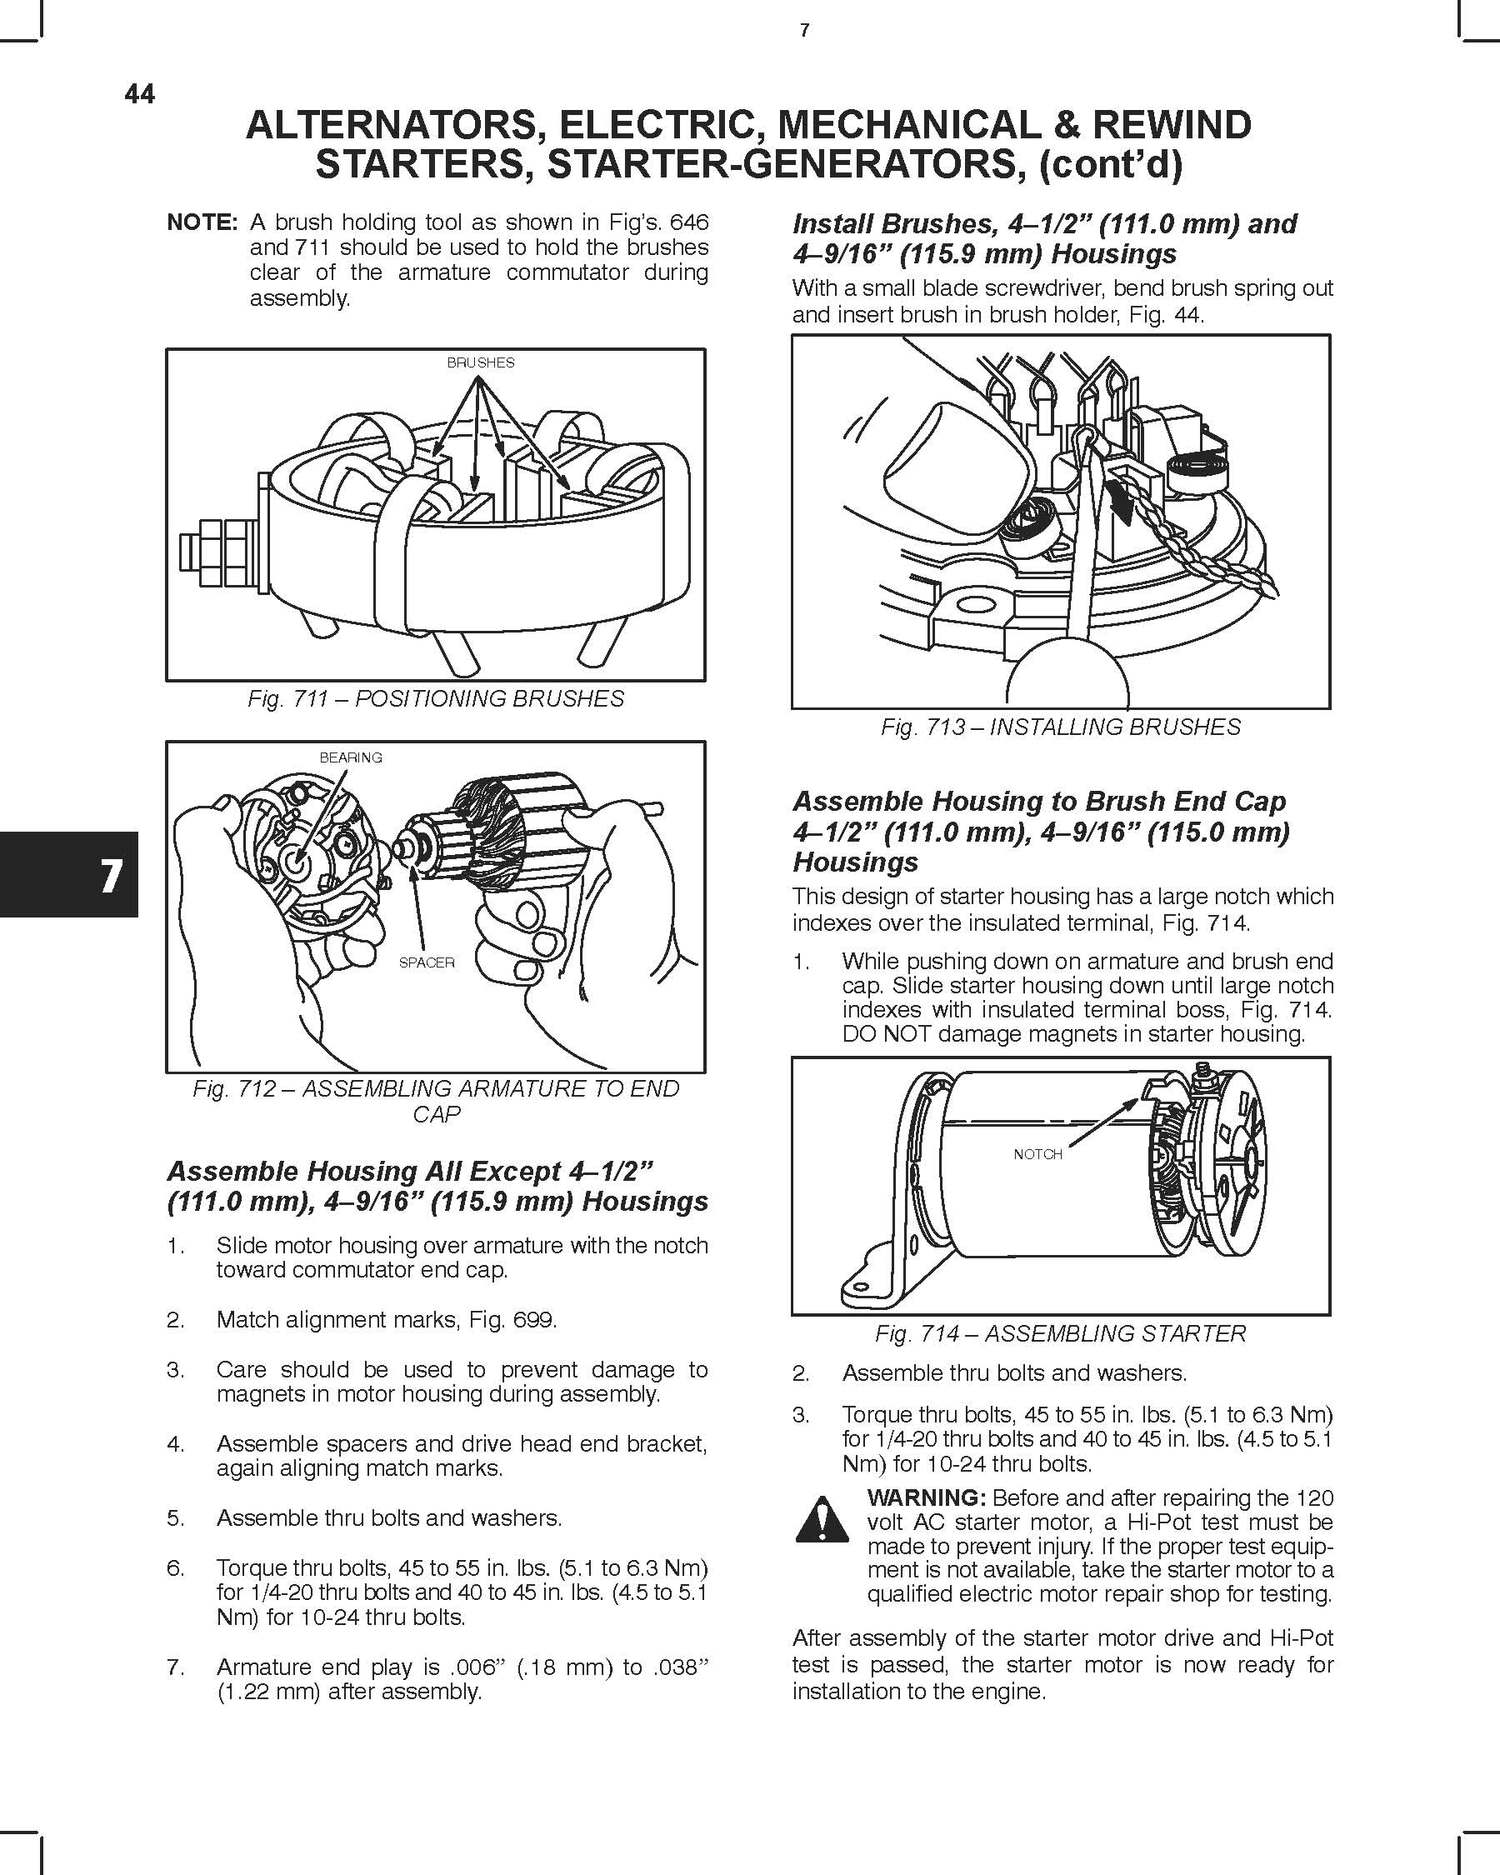 7
44
ALTERNATORS, ELECTRIC, MECHANICAL & REWIND
STARTERS, STARTER-GENERATORS, (cont’d)
NOTE: A brush holding tool as shown in Fig’s. 646
and 711 should be used to hold the brushes
clear of the armature commutator during
assembly.
BRUSHES
Fig. 711 – POSITIONING BRUSHES
BEARING
SPACER
Fig. 712 – ASSEMBLING ARMATURE TO END
CAP
Assemble Housing All Except 4–1/2”
(111.0 mm), 4–9/16” (115.9 mm) Housings
1. Slide motor housing over armature with the notch
toward commutator end cap.
2. Match alignment marks, Fig. 699.
3. Care should be used to prevent damage to
magnets in motor housing during assembly.
4. Assemble spacers and drive head end bracket,
again aligning match marks.
5. Assemble thru bolts and washers.
6. Torque thru bolts, 45 to 55 in. lbs. (5.1 to 6.3 Nm)
for 1/4-20 thru bolts and 40 to 45 in. lbs. (4.5 to 5.1
Nm) for 10-24 thru bolts.
7. Armature end play is .006” (.18 mm) to .038”
(1.22 mm) after assembly.
7
Install Brushes, 4–1/2” (111.0 mm) and
4–9/16” (115.9 mm) Housings
With a small blade screwdriver, bend brush spring out
and insert brush in brush holder, Fig. 44.
Fig. 713 – INSTALLING BRUSHES
Assemble Housing to Brush End Cap
4–1/2” (111.0 mm), 4–9/16” (115.0 mm)
Housings
This design of starter housing has a large notch which
indexes over the insulated terminal, Fig. 714.
1. While pushing down on armature and brush end
cap. Slide starter housing down until large notch
indexes with insulated terminal boss, Fig. 714.
DO NOT damage magnets in starter housing.
NOTCH
Fig. 714 – ASSEMBLING STARTER
2. Assemble thru bolts and washers.
3. Torque thru bolts, 45 to 55 in. lbs. (5.1 to 6.3 Nm)
for 1/4-20 thru bolts and 40 to 45 in. lbs. (4.5 to 5.1
Nm) for 10-24 thru bolts.
WARNING: Before and after repairing the 120
volt AC starter motor, a Hi-Pot test must be
made to prevent injury. If the proper test equip-
ment is not available, take the starter motor to a
qualified electric motor repair shop for testing.
After assembly of the starter motor drive and Hi-Pot
test is passed, the starter motor is now ready for
installation to the engine.